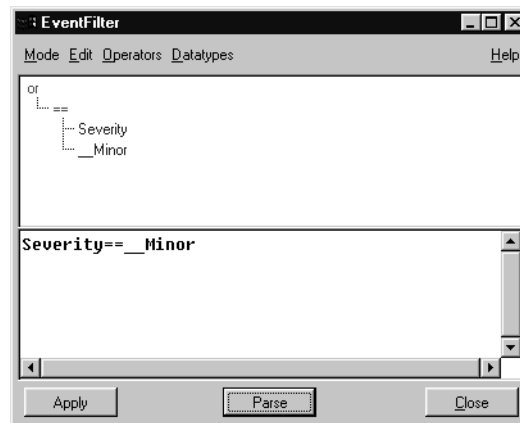 EventFilter
Mode Edit Operators Datatypes Help
or
==
Severity
__Minor
Severity==__Minor
Apply Parse Close